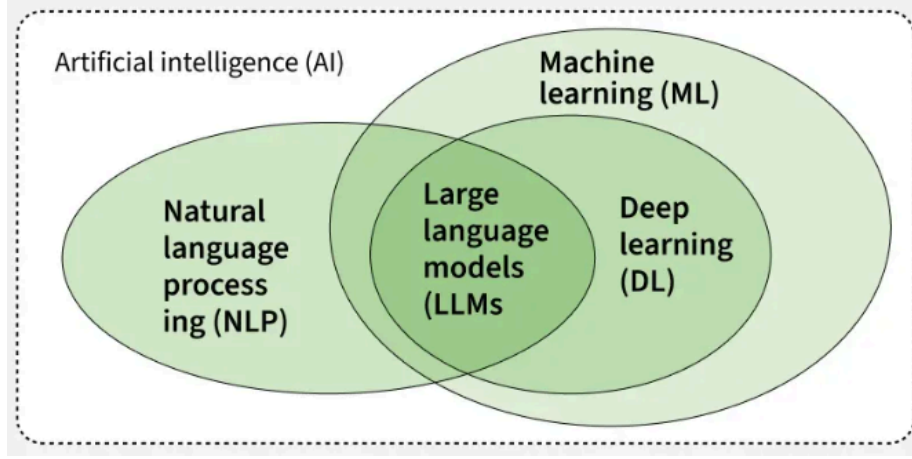 Artificial intelligence (AI)
Machine
learning (ML)
Natural
language
process
ing (NLP)
Large
language
models
(LLMs
Deep
learning
(DL)